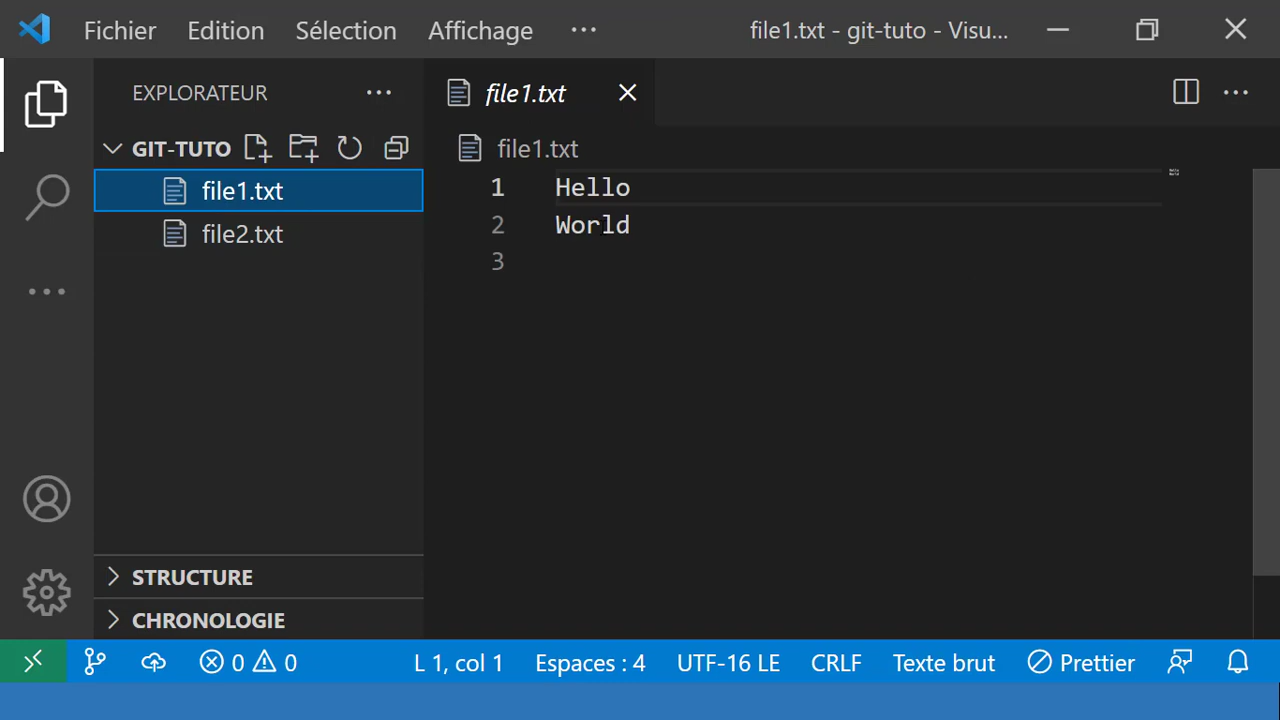 Fichier Edition Sélection Affichage ··· file1.txt - git-tuto - Visu...
EXPLORATEUR ···
file1.txt
GIT-TUTO
file1.txt
file2.txt
file1.txt
1 Hello
2 World
3
STRUCTURE
CHRONOLOGIE
0 0 L 1, col 1 Espaces : 4 UTF-16 LE CRLF Texte brut Prettier